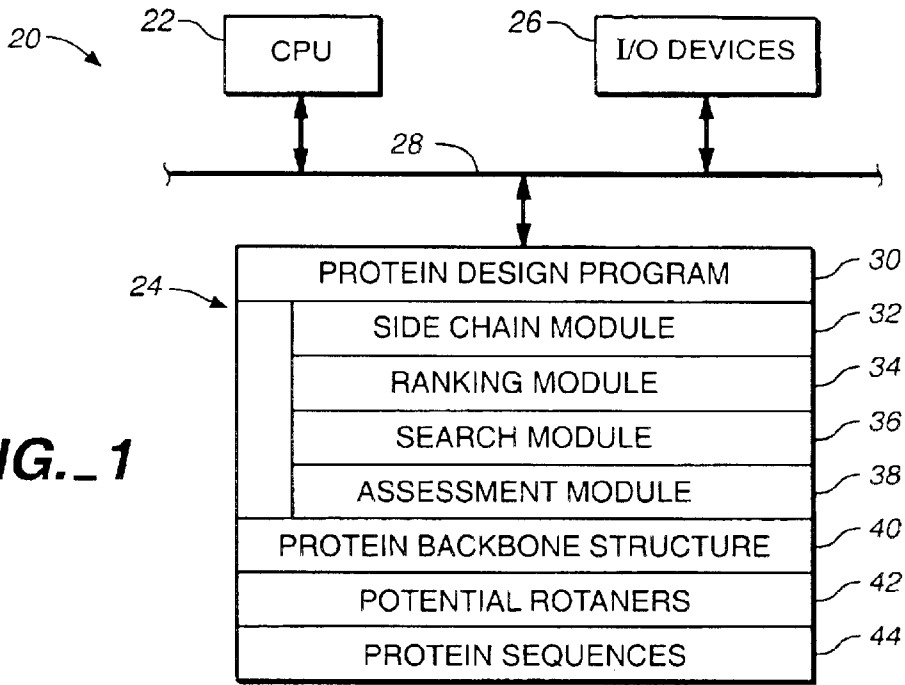 20
22
CPU
26
I/O DEVICES
28
24
PROTEIN DESIGN PROGRAM 30
SIDE CHAIN MODULE 32
RANKING MODULE 34
SEARCH MODULE 36
ASSESSMENT MODULE 38
PROTEIN BACKBONE STRUCTURE 40
POTENTIAL ROTANERS 42
PROTEIN SEQUENCES 44
IG._1